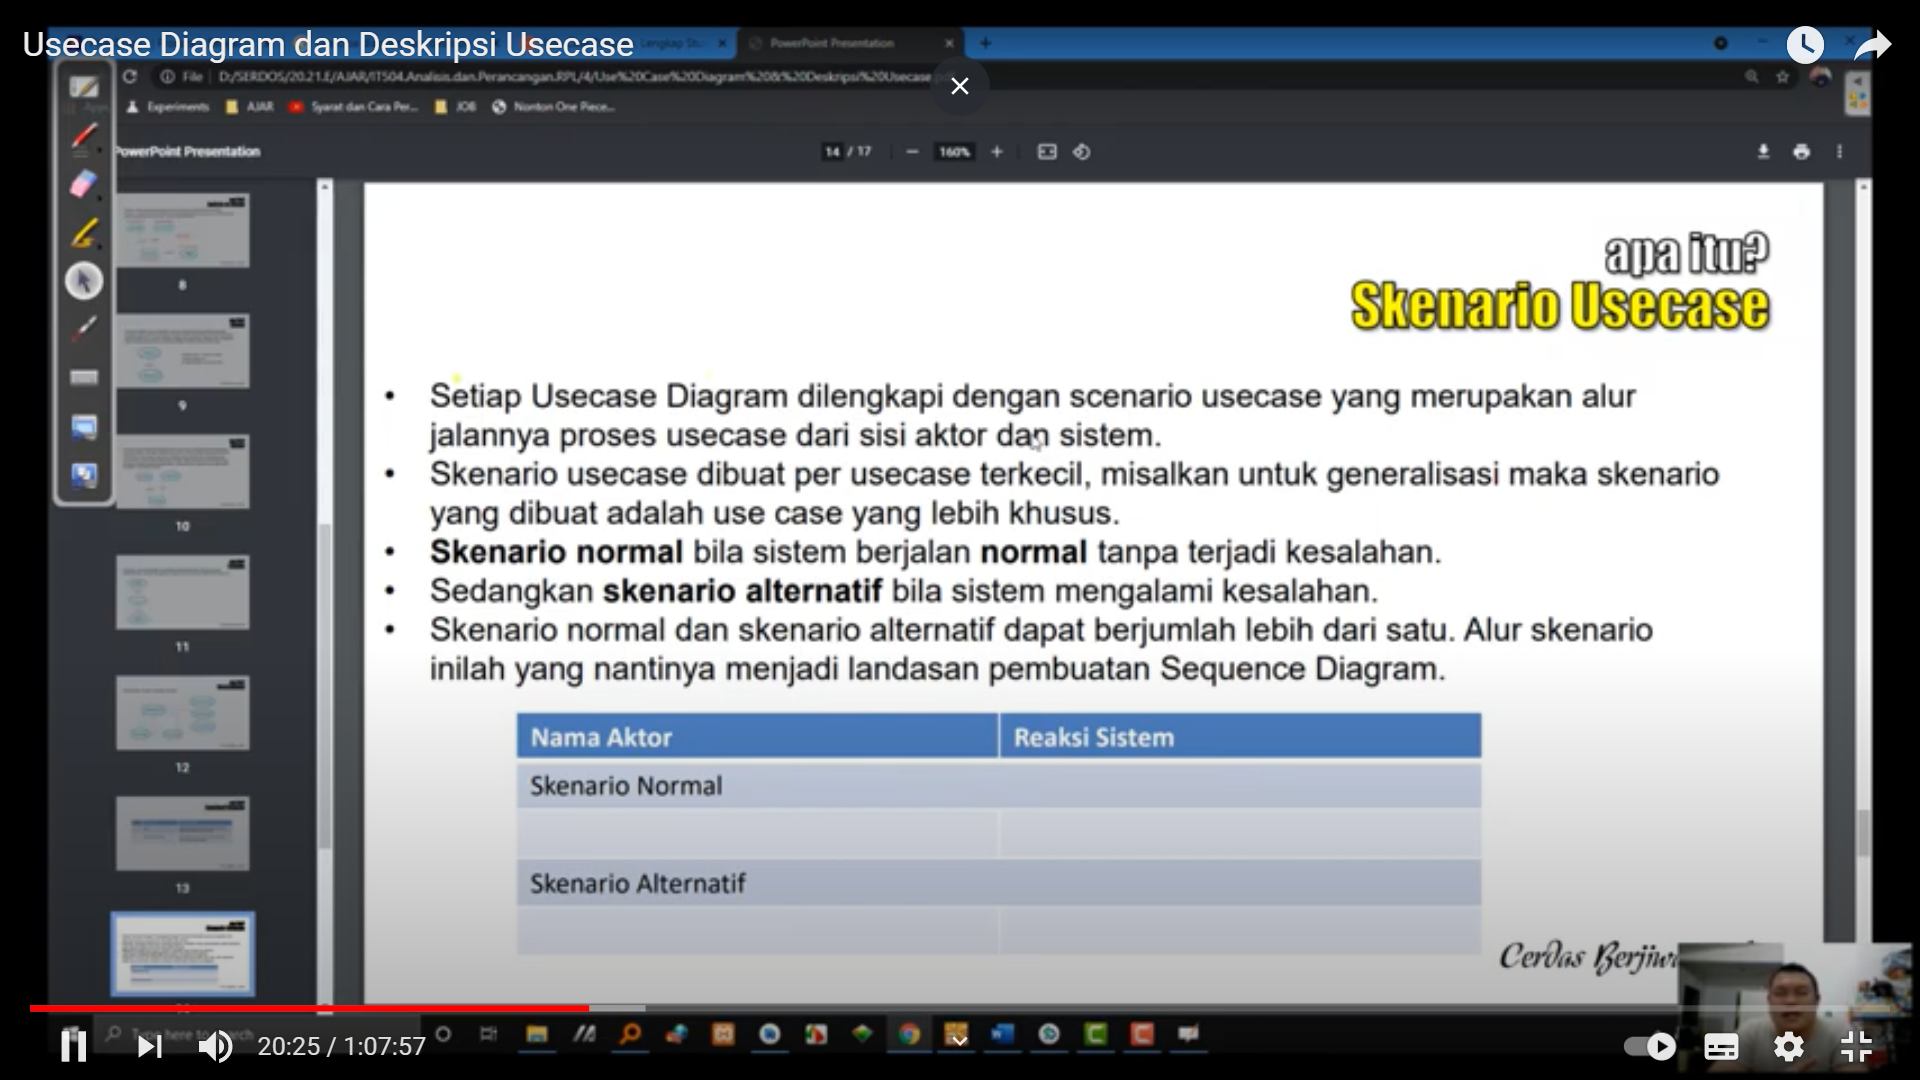 Usecase Diagram dan Deskripsi Usecase
PowerPoint Presentation
File D:/SERDOS/20.21.E/AJAR/IT504.Analisis.dan.Perancangan.RPL/4/Use%20Case%20Diagram%20&%20Deskripsi%20Usecase
Experiments AJAR Syarat dan Cara Per... JOB Nonton One Piece...
PowerPoint Presentation 14 / 17 160%
8
9
10
11
12
13
apa itu?
Skenario Usecase
• Setiap Usecase Diagram dilengkapi dengan scenario usecase yang merupakan alur
jalannya proses usecase dari sisi aktor dan sistem.
• Skenario usecase dibuat per usecase terkecil, misalkan untuk generalisasi maka skenario
yang dibuat adalah use case yang lebih khusus.
• Skenario normal bila sistem berjalan normal tanpa terjadi kesalahan.
• Sedangkan skenario alternatif bila sistem mengalami kesalahan.
• Skenario normal dan skenario alternatif dapat berjumlah lebih dari satu. Alur skenario
inilah yang nantinya menjadi landasan pembuatan Sequence Diagram.
Nama Aktor Reaksi Sistem
Skenario Normal
Skenario Alternatif
Cerdas
Type here to search
20:25 / 1:07:57